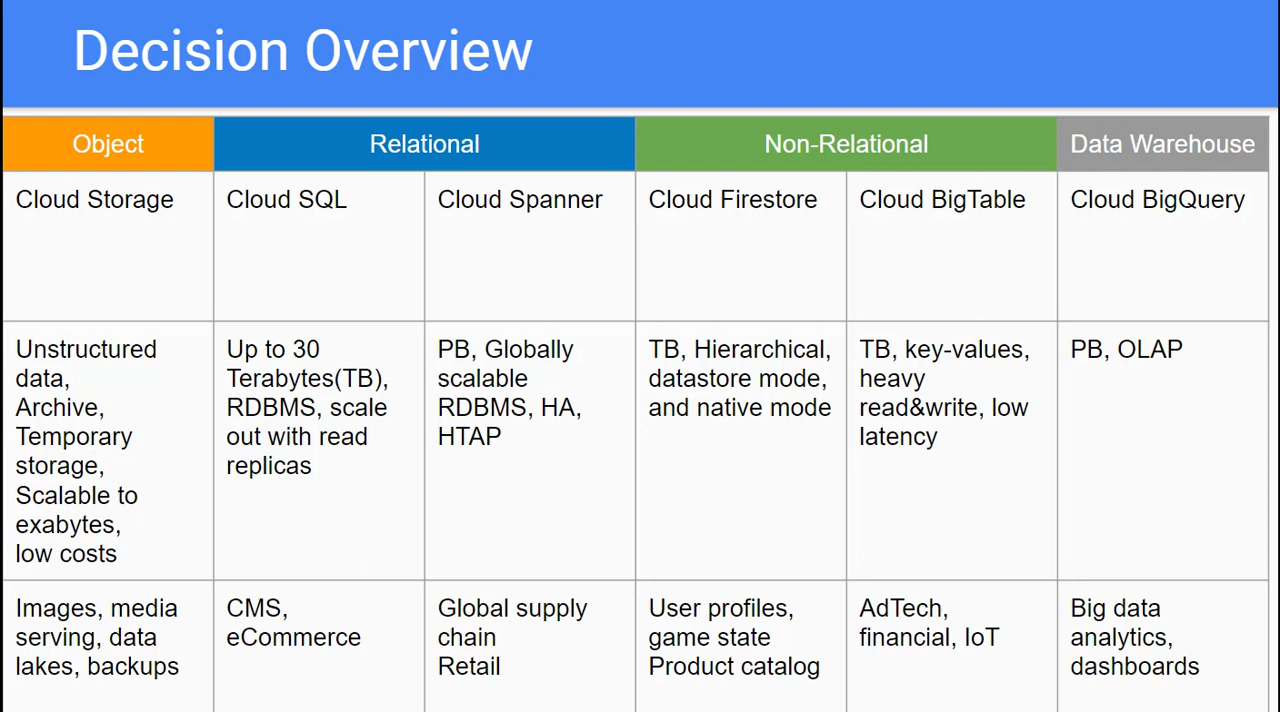 Decision Overview
Object
Relational
Non-Relational
Data Warehouse
Cloud Storage
Cloud SQL
Cloud Spanner
Cloud Firestore
Cloud BigTable
Cloud BigQuery
Unstructured
data,
Archive,
Temporary
storage,
Scalable to
exabytes,
low costs
Up to 30
Terabytes(TB),
RDBMS, scale
out with read
replicas
PB, Globally
scalable
RDBMS, HA,
HTAP
TB, Hierarchical,
datastore mode,
and native mode
TB, key-values,
heavy
read&write, low
latency
PB, OLAP
Images, media
serving, data
lakes, backups
CMS,
eCommerce
Global supply
chain
Retail
User profiles,
game state
Product catalog
AdTech,
financial, IoT
Big data
analytics,
dashboards